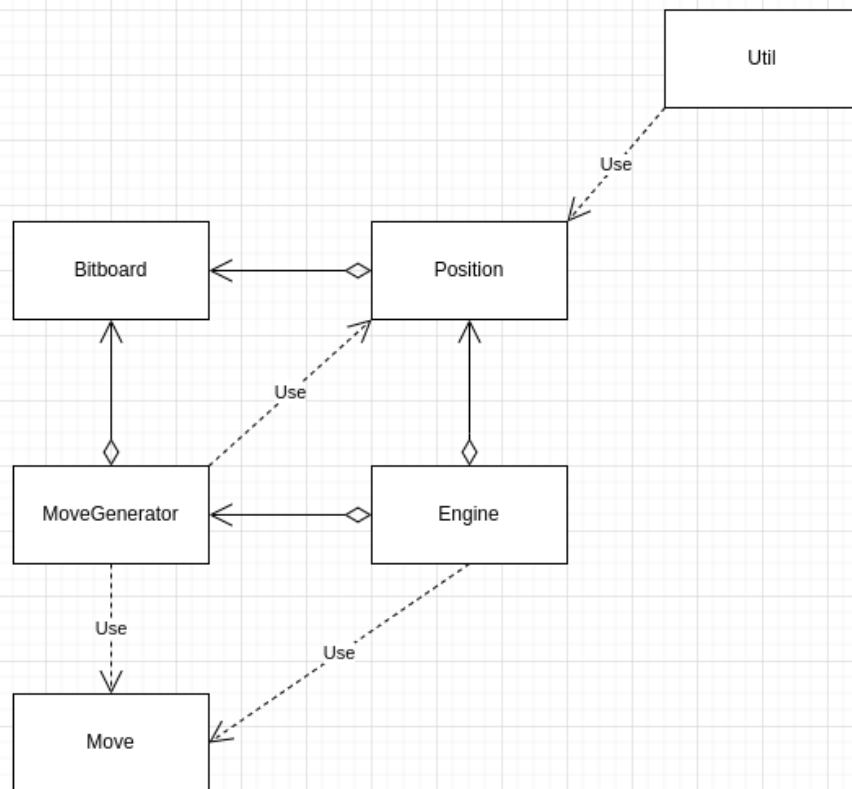 Util
Use
Bitboard
Position
Use
MoveGenerator
Engine
Use
Use
Move